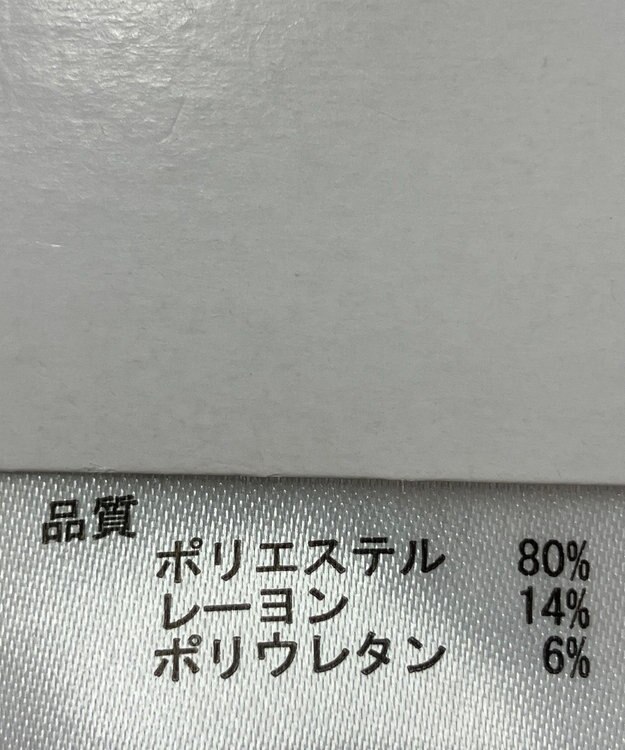 品質
ポリエステル 80%
レーヨン 14%
ポリウレタン 6%